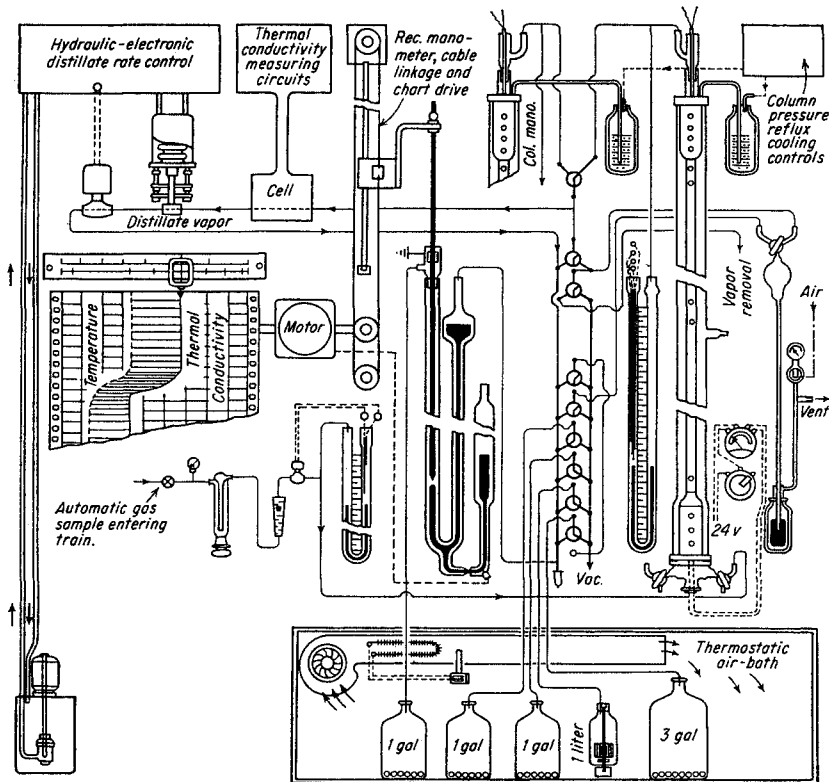 Hydraulic-electronic
distillate rate control
Thermal
conductivity
measuring
circuits
Rec. mano-
meter, cable
linkage and
chart drive
Col. mano.
Column
pressure
reflux
cooling
controls
Cell
Distillate vapor
Vapor
removal
Air
Temperature
Thermal
Conductivity
Motor
Vent
Automatic gas
sample entering
train.
24 v
Vac.
Thermostatic
air-bath
1 gal
1 gal
1 gal
1 liter
3 gal